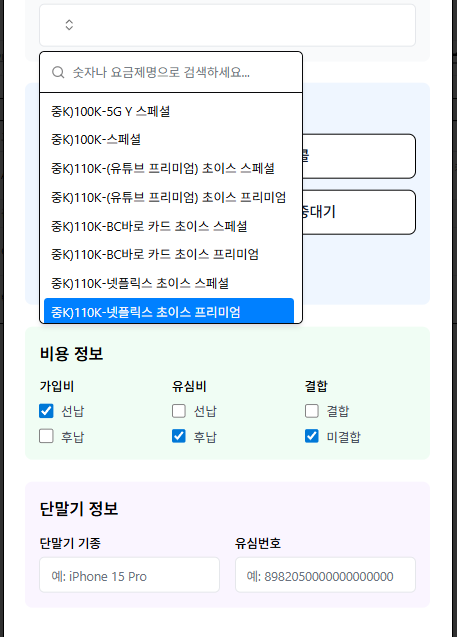 숫자나 요금제명으로 검색하세요...
중K)100K-5G Y 스페셜
중K)100K-스페셜
중K)110K-(유튜브 프리미엄) 초이스 스페셜
중K)110K-(유튜브 프리미엄) 초이스 프리미엄
중K)110K-BC바로 카드 초이스 스페셜
중K)110K-BC바로 카드 초이스 프리미엄
중K)110K-넷플릭스 초이스 스페셜
중K)110K-넷플릭스 초이스 프리미엄
중대기
비용 정보
가입비 유심비 결합
선납 선납 결합
후납 후납 미결합
단말기 정보
단말기 기종 유심번호
예: iPhone 15 Pro 예: 8982050000000000000